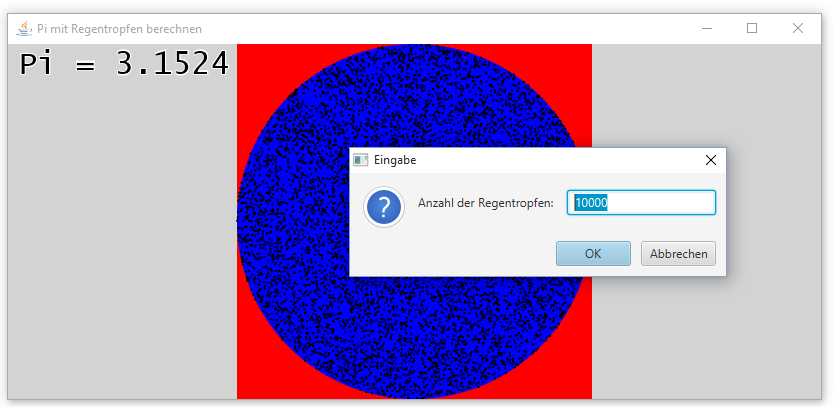 Pi mit Regentropfen berechnen
Pi = 3.1524
Eingabe
?
Anzahl der Regentropfen: 10000
OK Abbrechen